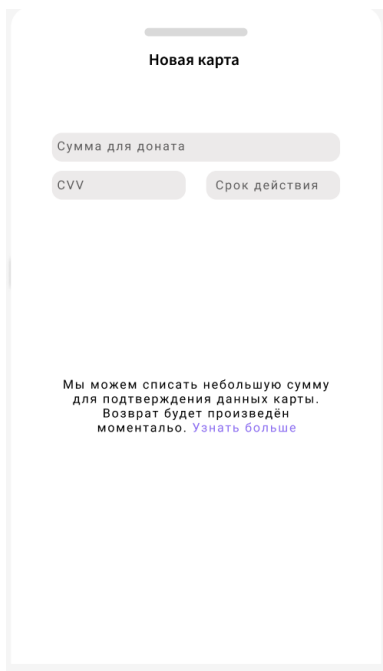 Новая карта
Сумма для доната
CVV
Срок действия
Мы можем списать небольшую сумму
для подтверждения данных карты.
Возврат будет произведён
моментальо. Узнать больше